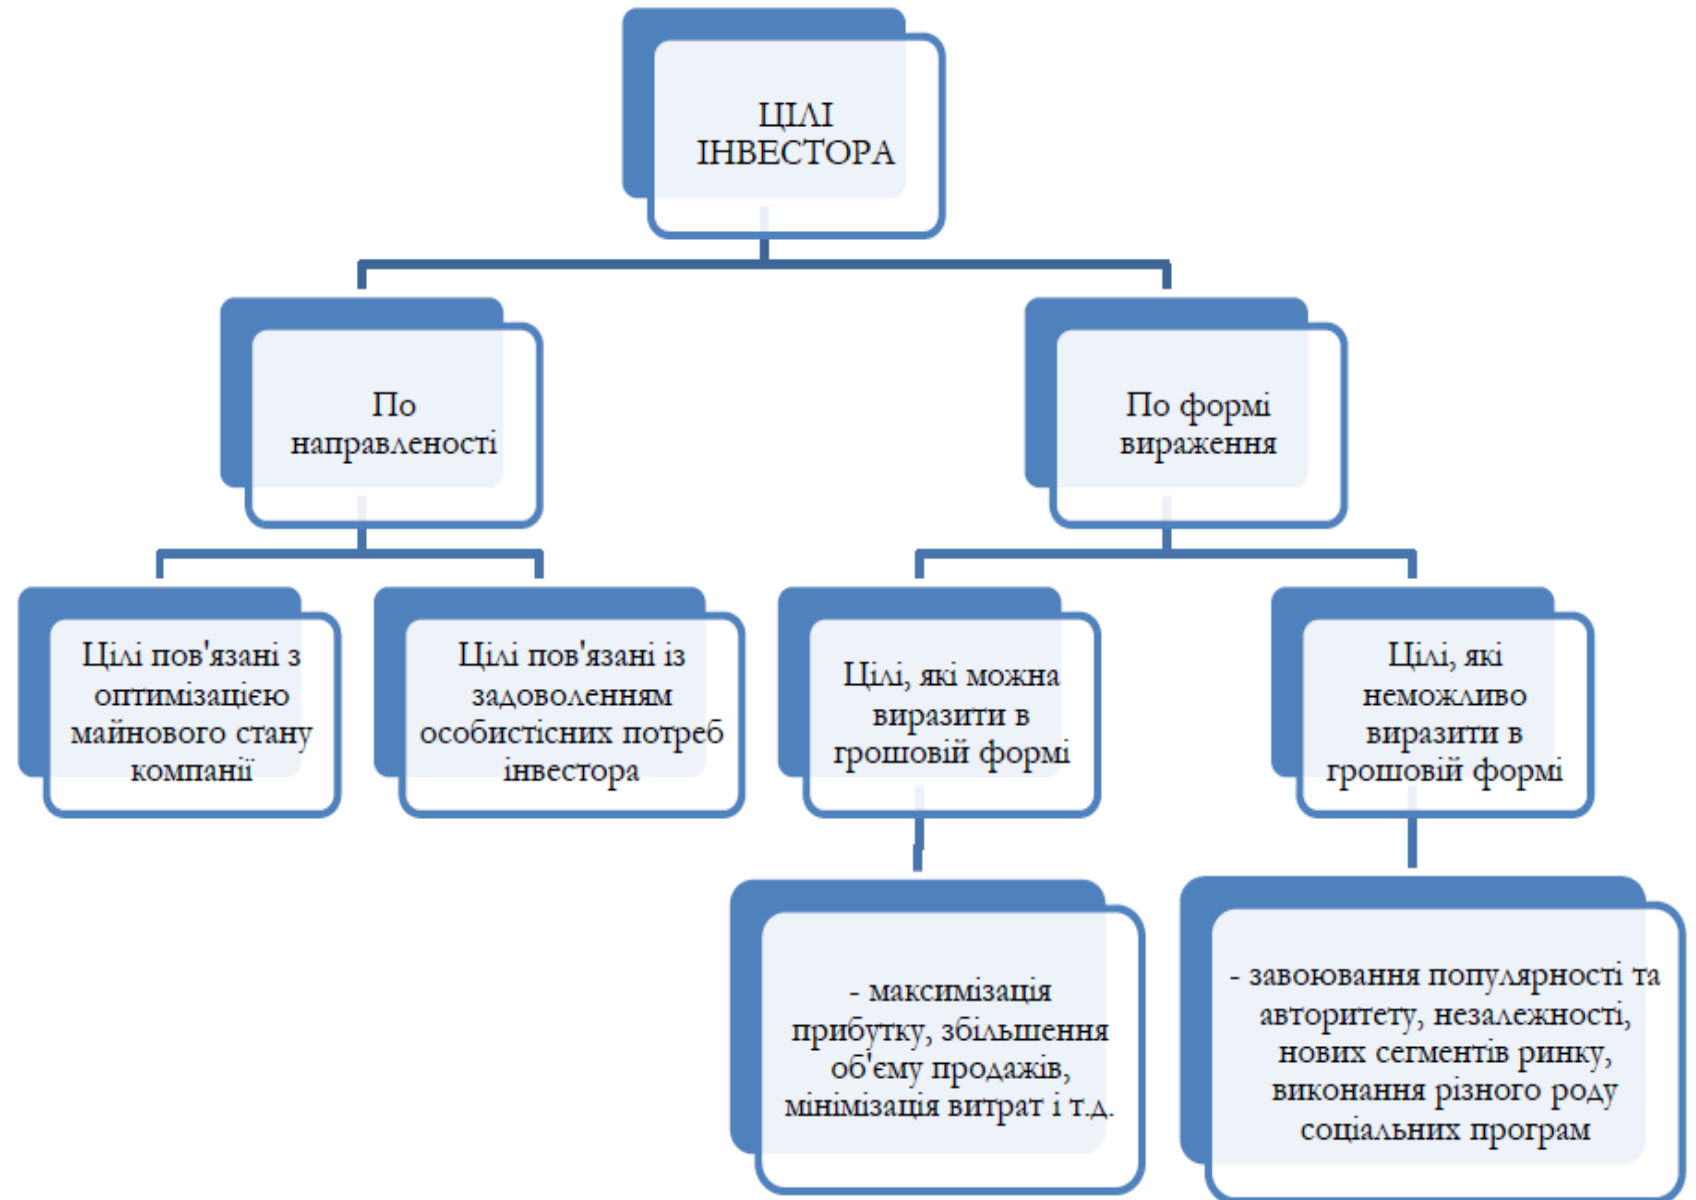 ЦІЛІ
ІНВЕСТОРА
По
направленості
По формі
вираження
Цілі пов'язані з
оптимізацією
майнового стану
компанії
Цілі пов'язані із
задоволенням
особистісних потреб
інвестора
Цілі, які можна
виразити в
грошовій формі
Цілі, які
неможливо
виразити в
грошовій формі
- максимізація
прибутку, збільшення
об'єму продажів,
мінімізація витрат і т.д.
- завоювання популярності та
авторитету, незалежності,
нових сегментів ринку,
виконання різного роду
соціальних програм